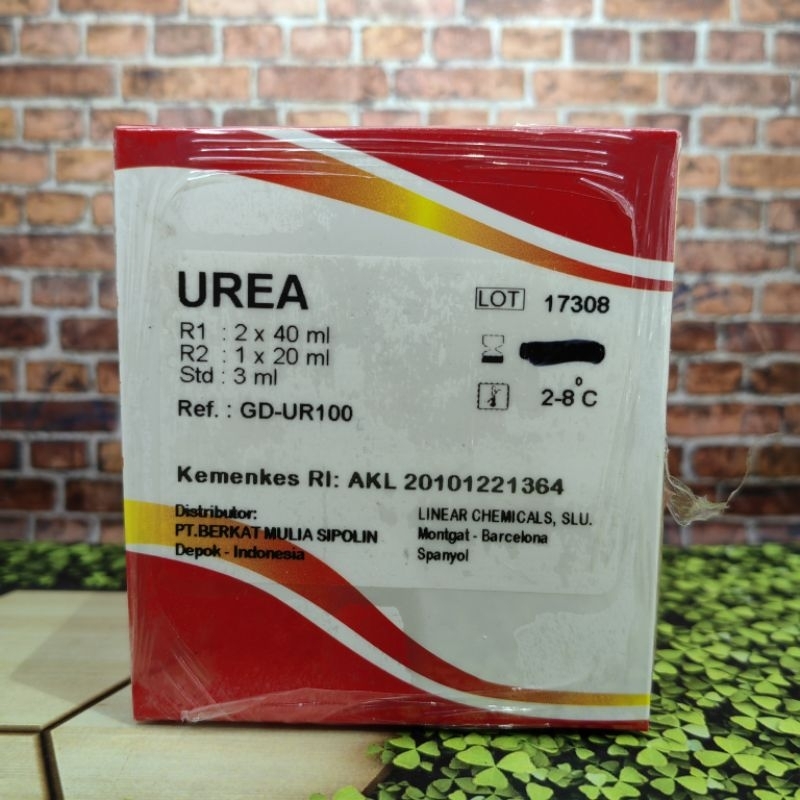 UREA
R1 : 2 x 40 ml
R2 : 1 x 20 ml
Std : 3 ml
Ref. : GD-UR100
LOT 17308
2-8°C
Kemenkes RI: AKL 20101221364
Distributor:
PT.BERKAT MULIA SIPOLIN
Depok - Indonesia
LINEAR CHEMICALS, SLU.
Montgat - Barcelona
Spanyol